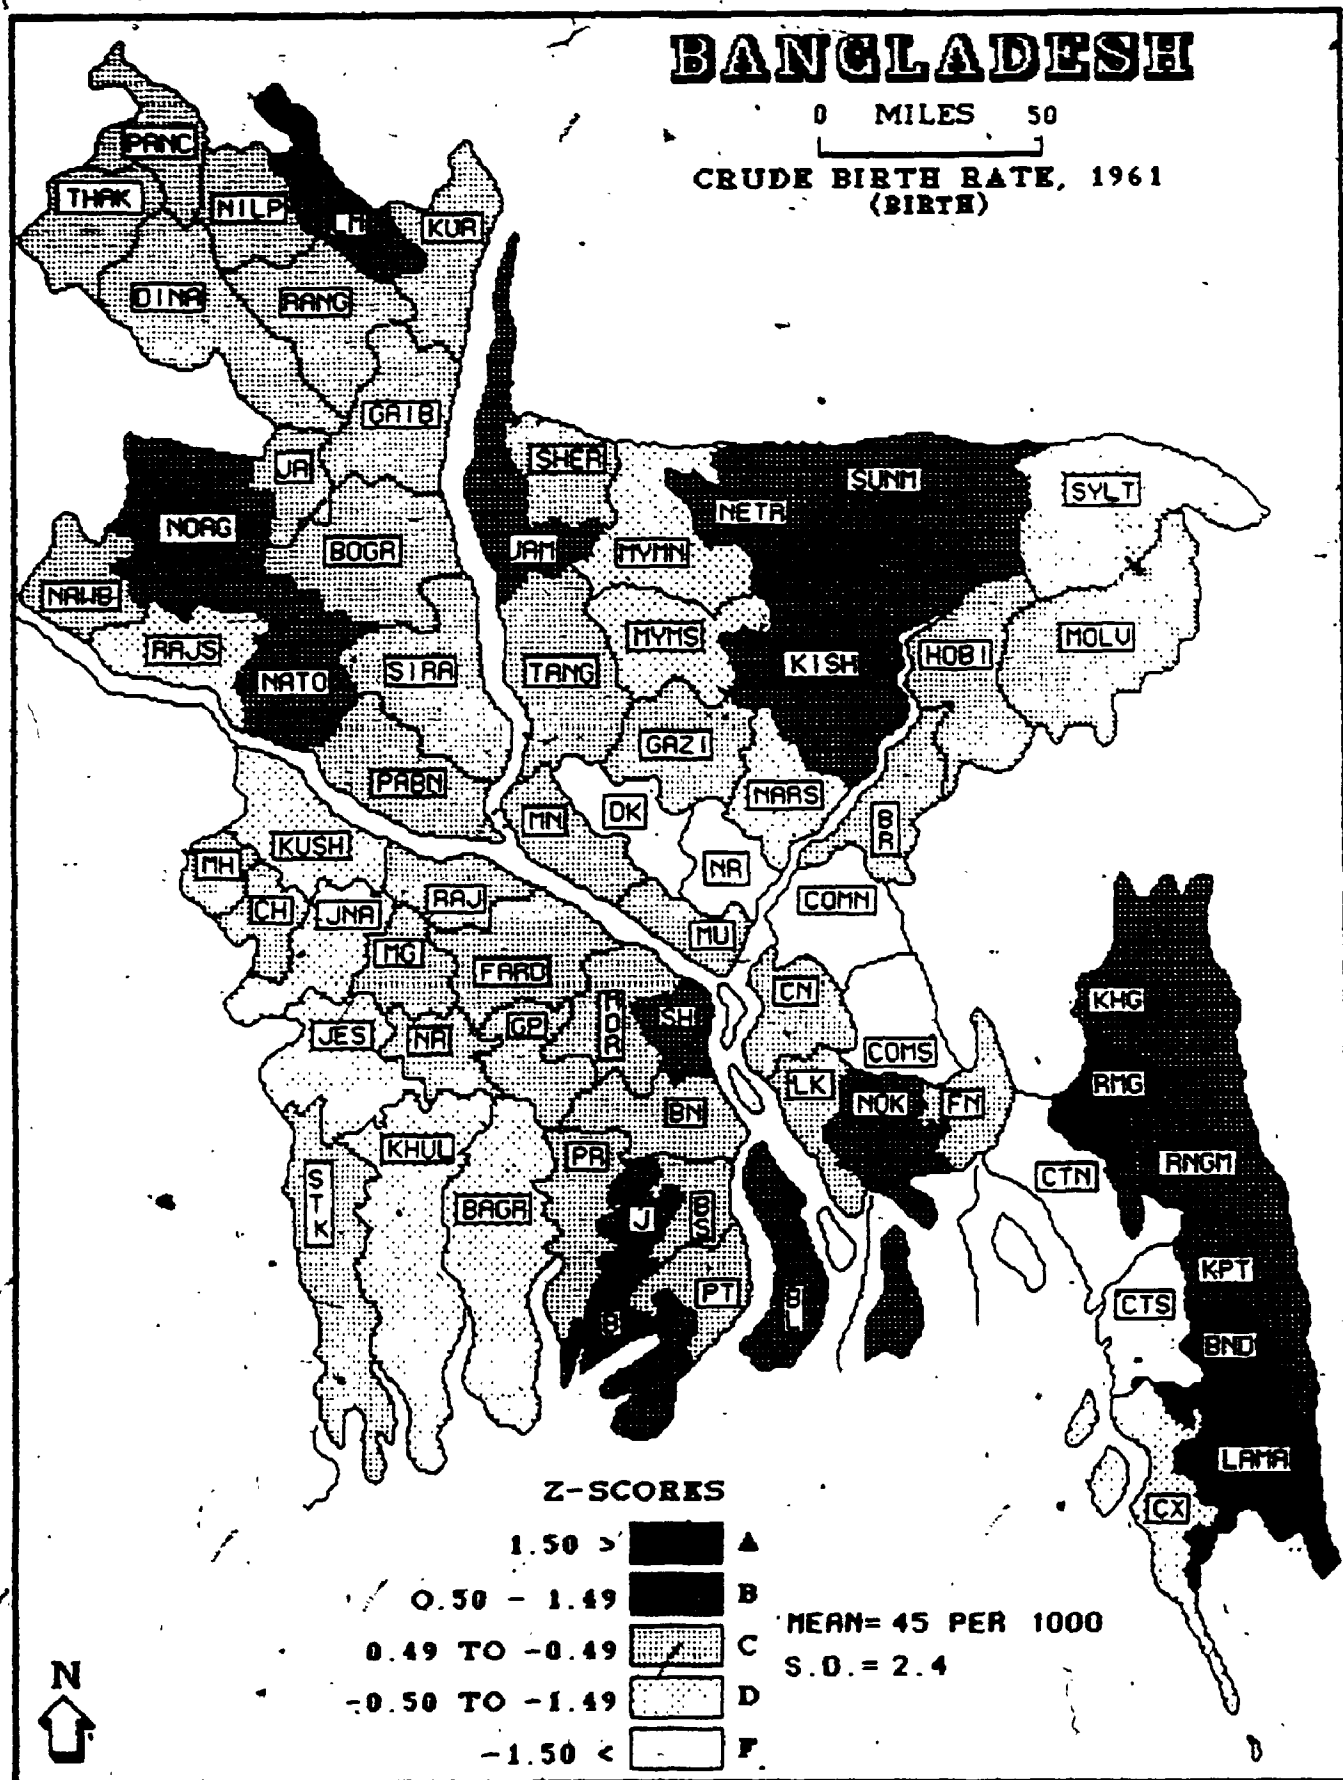 BANGLADESH
0 MILES 50
CRUDE BIRTH RATE, 1961
(BIRTH)
PANC
THAK
NILP
LM
KUR
DINA
RANG
GAIB
JA
SHER
SUNM
SYLT
NETR
NORG
BOGR
JAM
MYMN
NAWB
RAJS
MYMS
MOLV
NATO
SIRA
TANG
KISH
HOBI
GAZI
PABN
NARS
MN
DK
BR
KUSH
MH
NR
COMN
CH
JNA
RAJ
MU
MG
FARD
CN
KHG
JES
NR
GP
MDR
SH
COMS
LK
NOK
FN
RMG
BN
KHUL
PR
CTN
RNGM
STK
BAGR
J
BS
KPT
PT
BL
CTS
B
BND
LAMA
CX
Z-SCORES
1.50 > A
0.50 - 1.49 B
0.49 TO -0.49 C
-0.50 TO -1.49 D
-1.50 < F
MEAN= 45 PER 1000
S.D.= 2.4
N